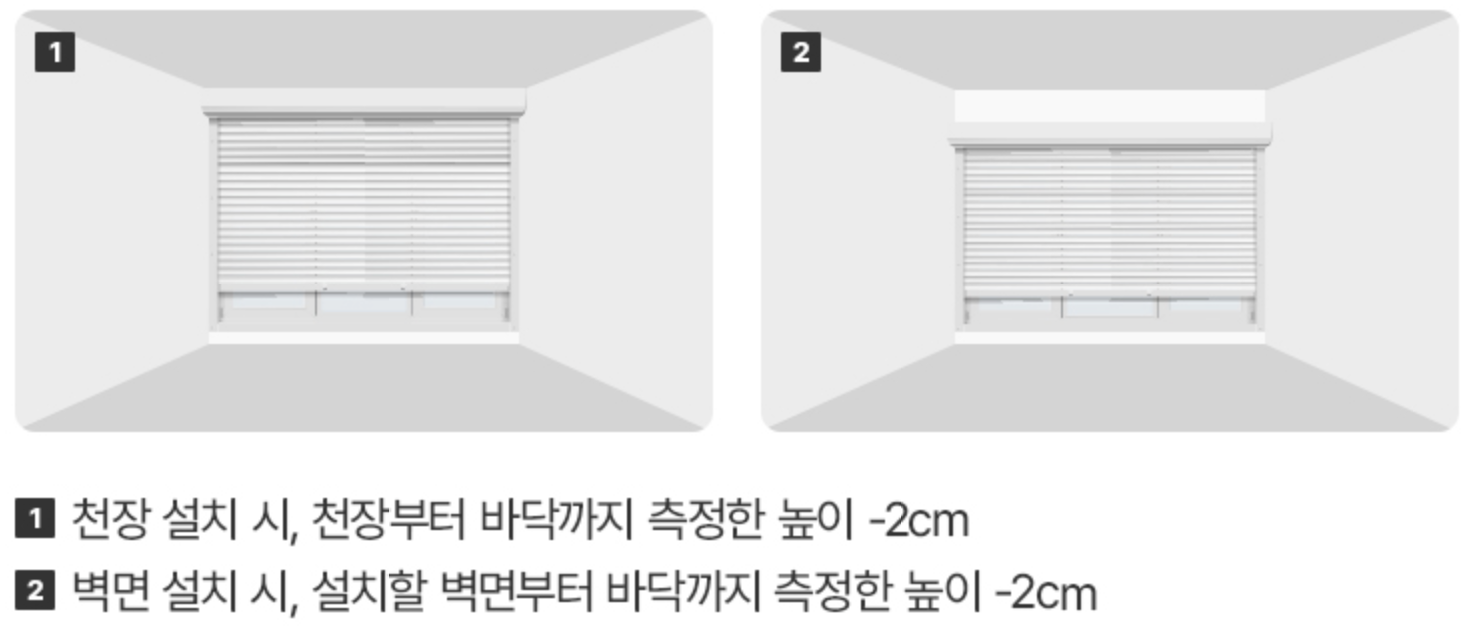 1
2
1 천장 설치 시, 천장부터 바닥까지 측정한 높이 -2cm
2 벽면 설치 시, 설치할 벽면부터 바닥까지 측정한 높이 -2cm